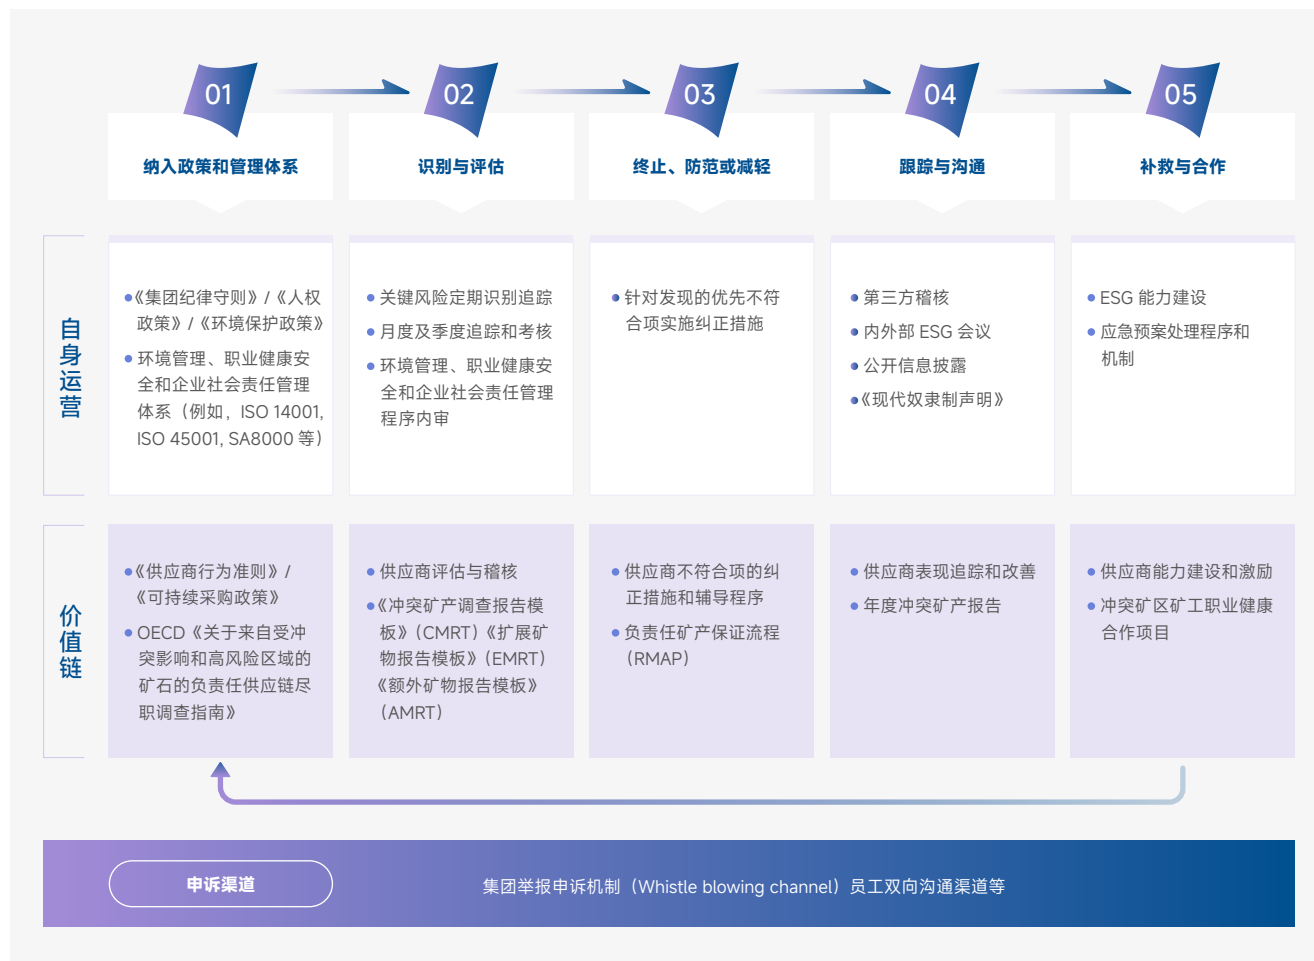 01
02
03
04
05
纳入政策和管理体系
识别与评估
终止、防范或减轻
跟踪与沟通
补救与合作
自身运营
《集团纪律守则》/《人权
政策》/《环境保护政策》
环境管理、职业健康安
全和企业社会责任管理
体系（例如，ISO 14001,
ISO 45001, SA8000 等）
关键风险定期识别追踪
月度及季度追踪和考核
环境管理、职业健康安
全和企业社会责任管理
程序内审
针对发现的优先不符
合项实施纠正措施
第三方稽核
内外部 ESG 会议
公开信息披露
《现代奴隶制声明》
ESG 能力建设
应急预案处理程序和
机制
价值链
《供应商行为准则》/
《可持续采购政策》
OECD《关于来自受冲
突影响和高风险区域的
矿石的负责任供应链尽
职调查指南》
供应商评估与稽核
《冲突矿产调查报告模
板》（CMRT）《扩展矿
物报告模板》（EMRT）
《额外矿物报告模板》
（AMRT）
供应商不符合项的纠
正措施和辅导程序
负责任矿产保证流程
（RMAP）
供应商表现追踪和改善
年度冲突矿产报告
供应商能力建设和激励
冲突矿区矿工职业健康
合作项目
申诉渠道
集团举报申诉机制（Whistle blowing channel）员工双向沟通渠道等